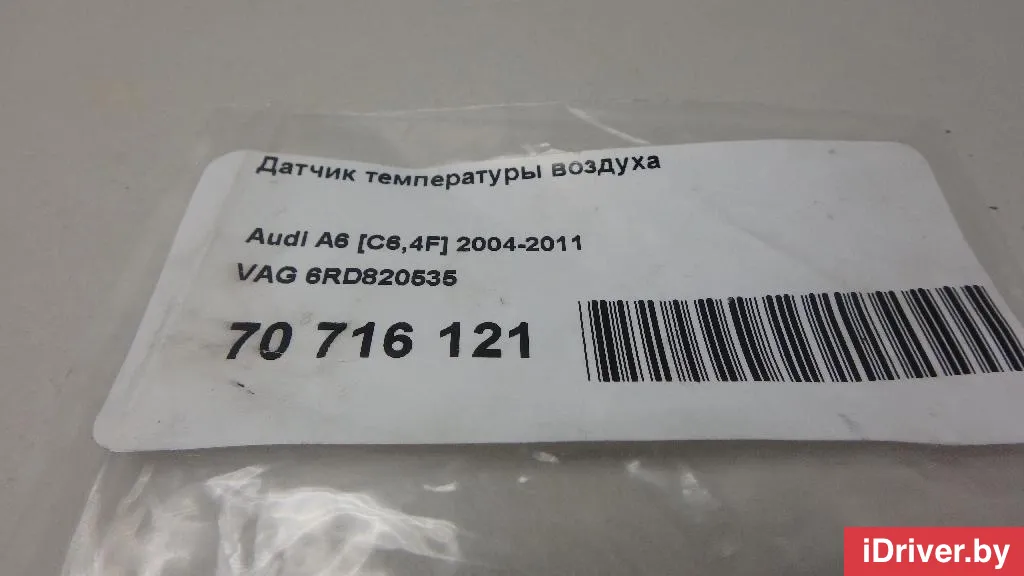 Датчик температуры воздуха
Audi A6 [C6,4F] 2004-2011
VAG 6RD820535
70 716 121
iDriver.by